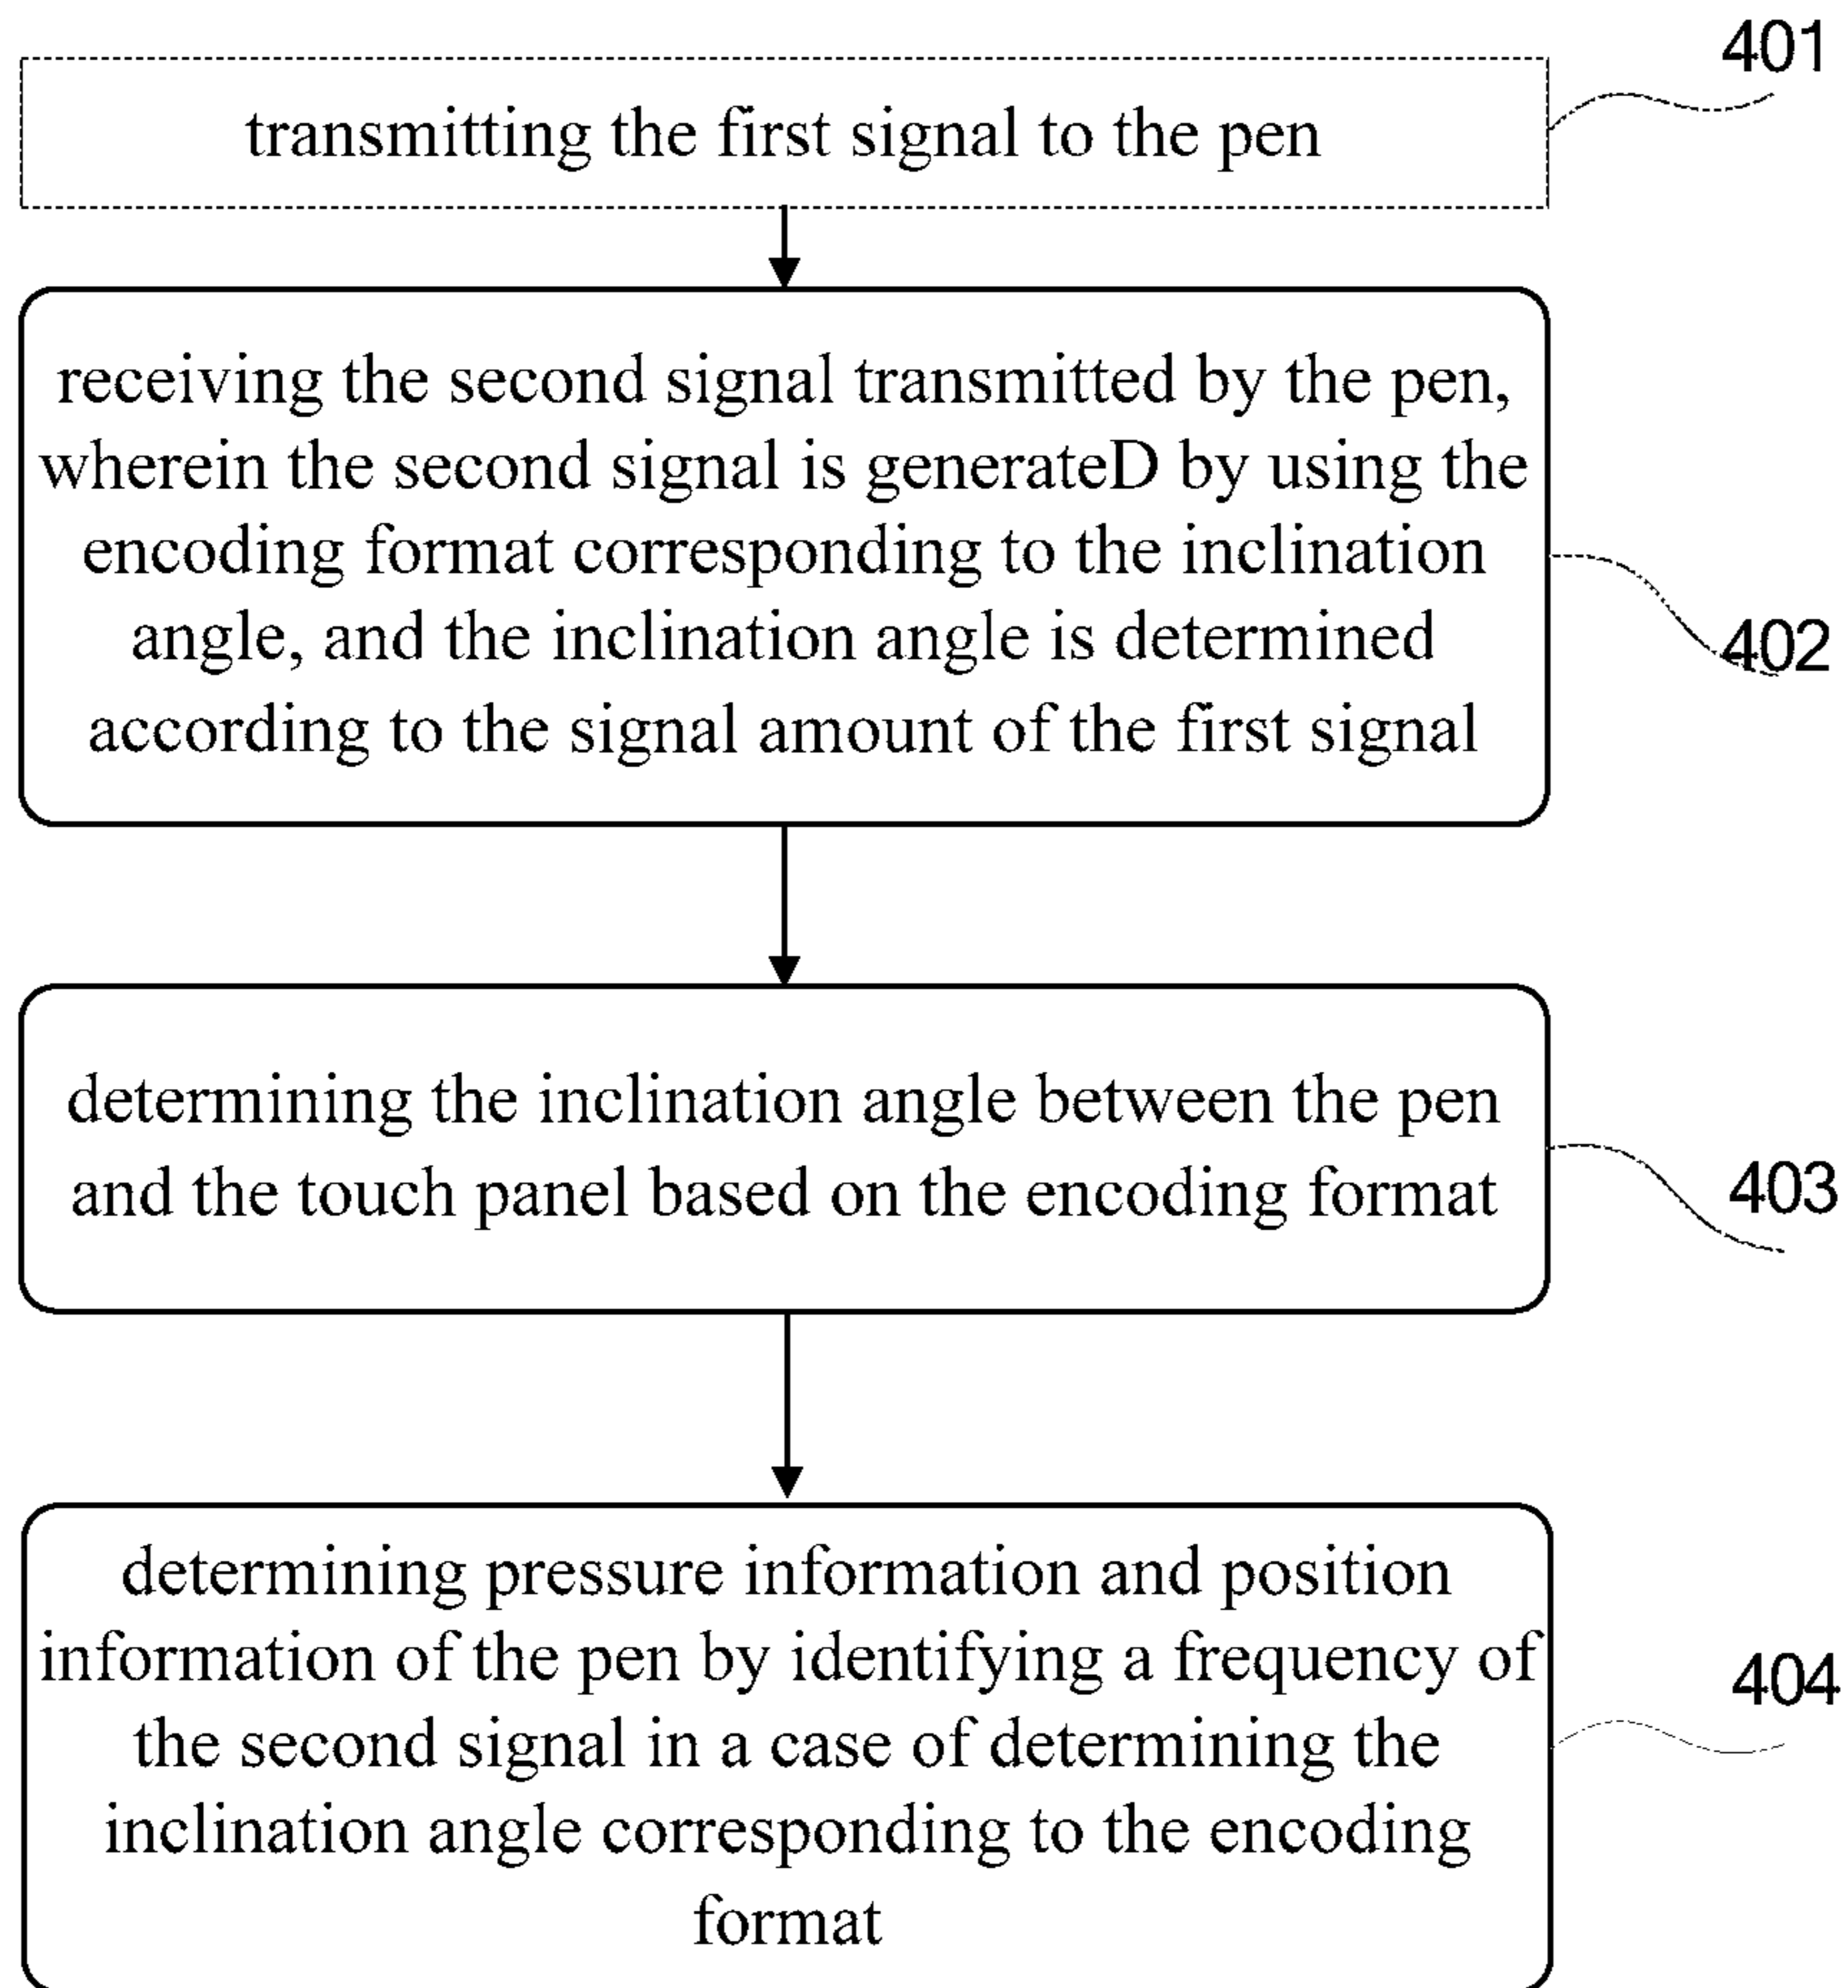 401
transmitting the first signal to the pen
receiving the second signal transmitted by the pen,
wherein the second signal is generateD by using the
encoding format corresponding to the inclination
angle, and the inclination angle is determined
according to the signal amount of the first signal
402
determining the inclination angle between the pen
and the touch panel based on the encoding format
403
determining pressure information and position
information of the pen by identifying a frequency of
the second signal in a case of determining the
inclination angle corresponding to the encoding
format
404